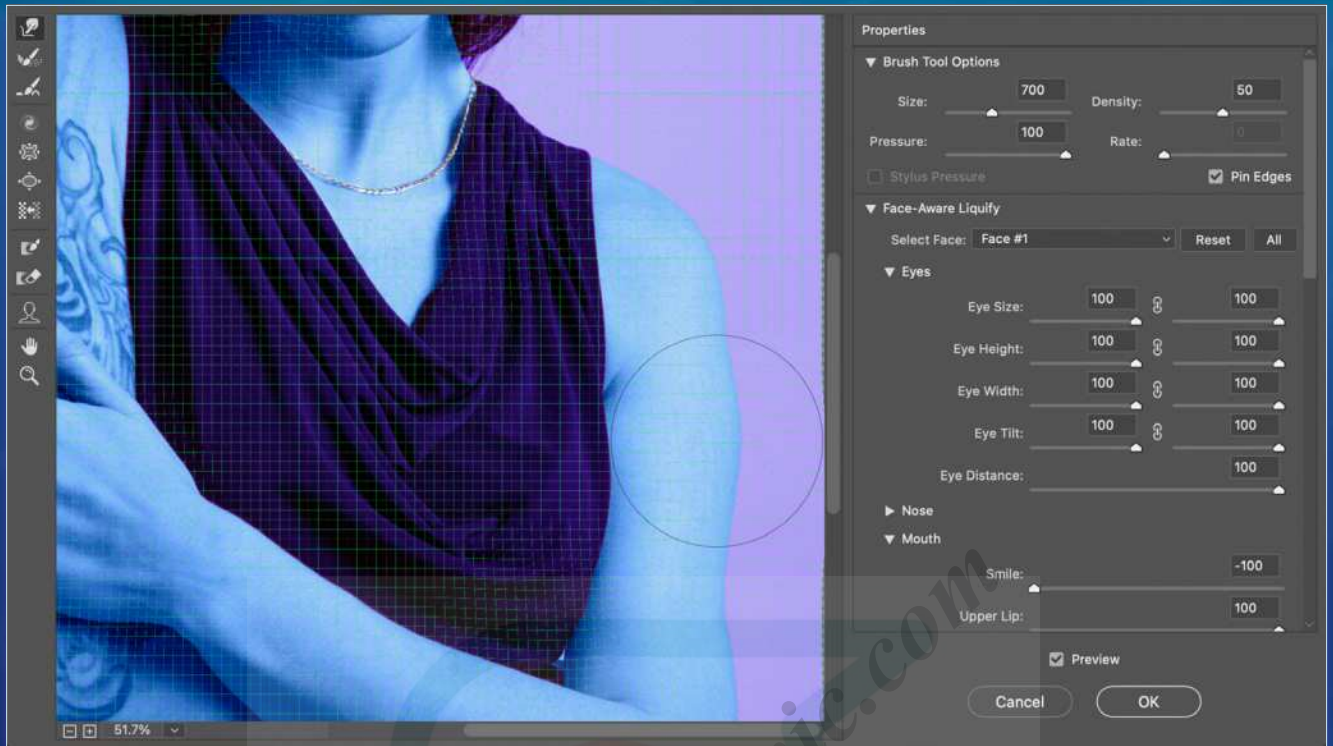 Properties
Brush Tool Options
Size: 700 Density: 50
Pressure: 100 Rate: 0
Stylus Pressure Pin Edges
Face-Aware Liquify
Select Face: Face #1 Reset All
Eyes
Eye Size: 100 100
Eye Height: 100 100
Eye Width: 100 100
Eye Tilt: 100 100
Eye Distance: 100
Nose
Mouth
Smile: -100
Upper Lip: 100
Preview
Cancel OK
51.7%